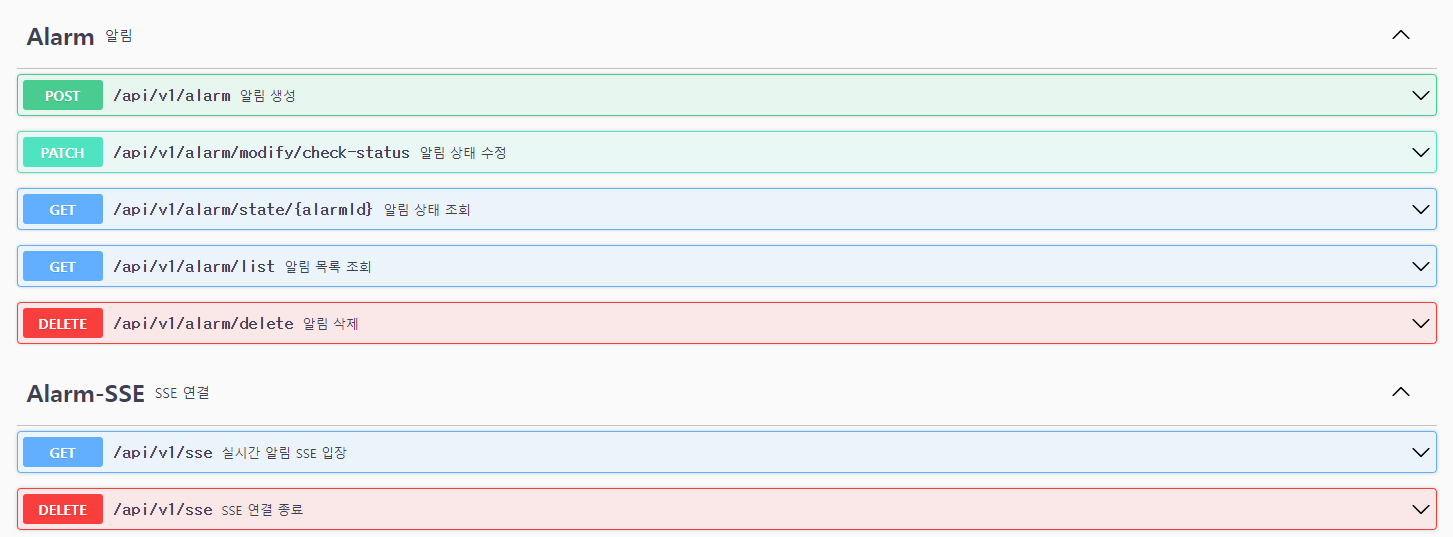 Alarm 알림
POST /api/v1/alarm 알림 생성
PATCH /api/v1/alarm/modify/check-status 알림 상태 수정
GET /api/v1/alarm/state/{alarmId} 알림 상태 조회
GET /api/v1/alarm/list 알림 목록 조회
DELETE /api/v1/alarm/delete 알림 삭제
Alarm-SSE SSE 연결
GET /api/v1/sse 실시간 알림 SSE 입장
DELETE /api/v1/sse SSE 연결 종료